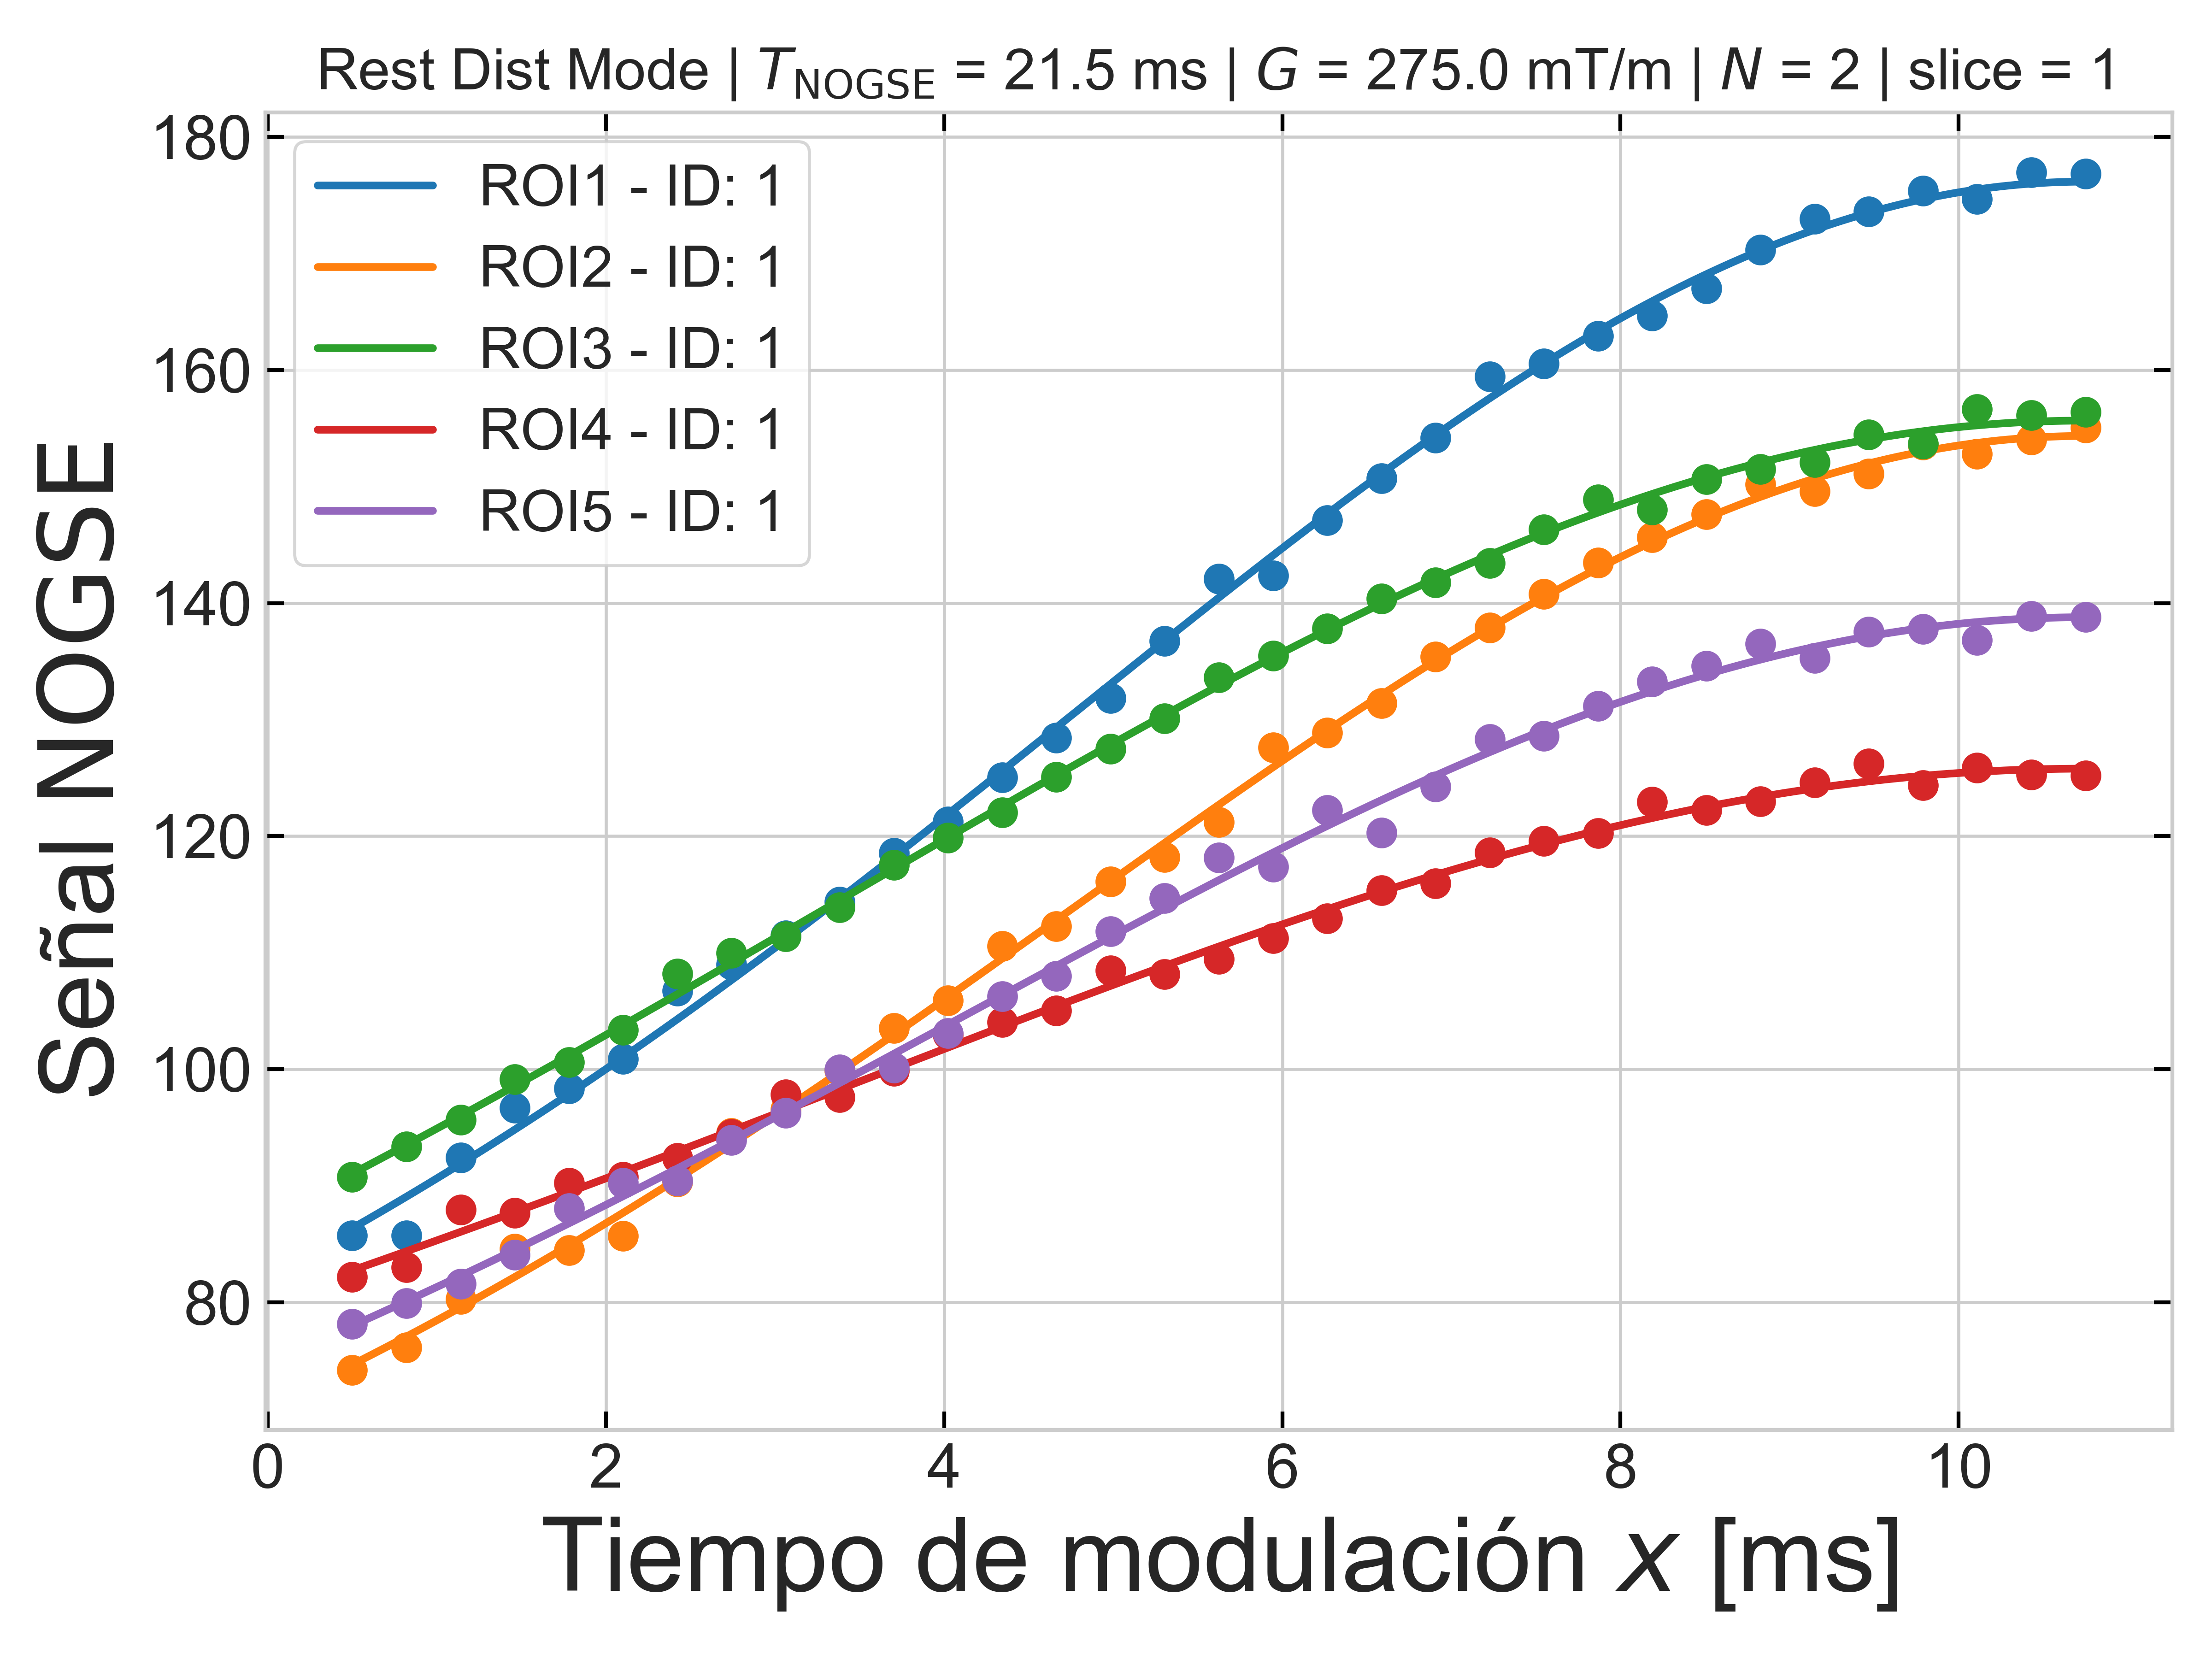 Rest Dist Mode | T_NOGSE = 21.5 ms | G = 275.0 mT/m | N = 2 | slice = 1
180
160
140
120
100
80
Señal NOGSE
ROI1 - ID: 1
ROI2 - ID: 1
ROI3 - ID: 1
ROI4 - ID: 1
ROI5 - ID: 1
0 2 4 6 8 10
Tiempo de modulación x [ms]